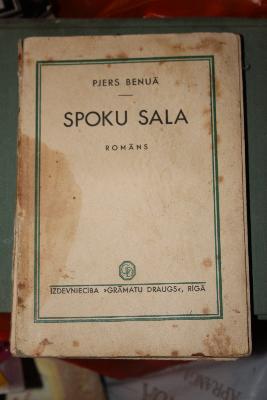 PJERS BENUĀ
SPOKU SALA
ROMĀNS
IZDEVNIECĪBA »GRĀMATU DRAUGS«, RĪGĀ